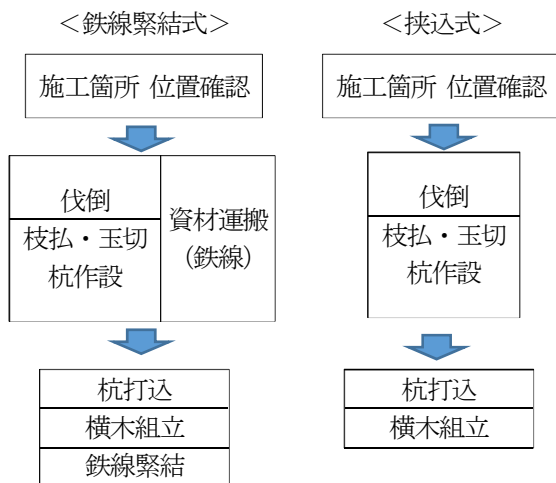 ＜鉄線緊結式＞
施工箇所 位置確認
伐倒
枝払・玉切
杭作設
資材運搬
(鉄線)
杭打込
横木組立
鉄線緊結
＜挟込式＞
施工箇所 位置確認
伐倒
枝払・玉切
杭作設
杭打込
横木組立